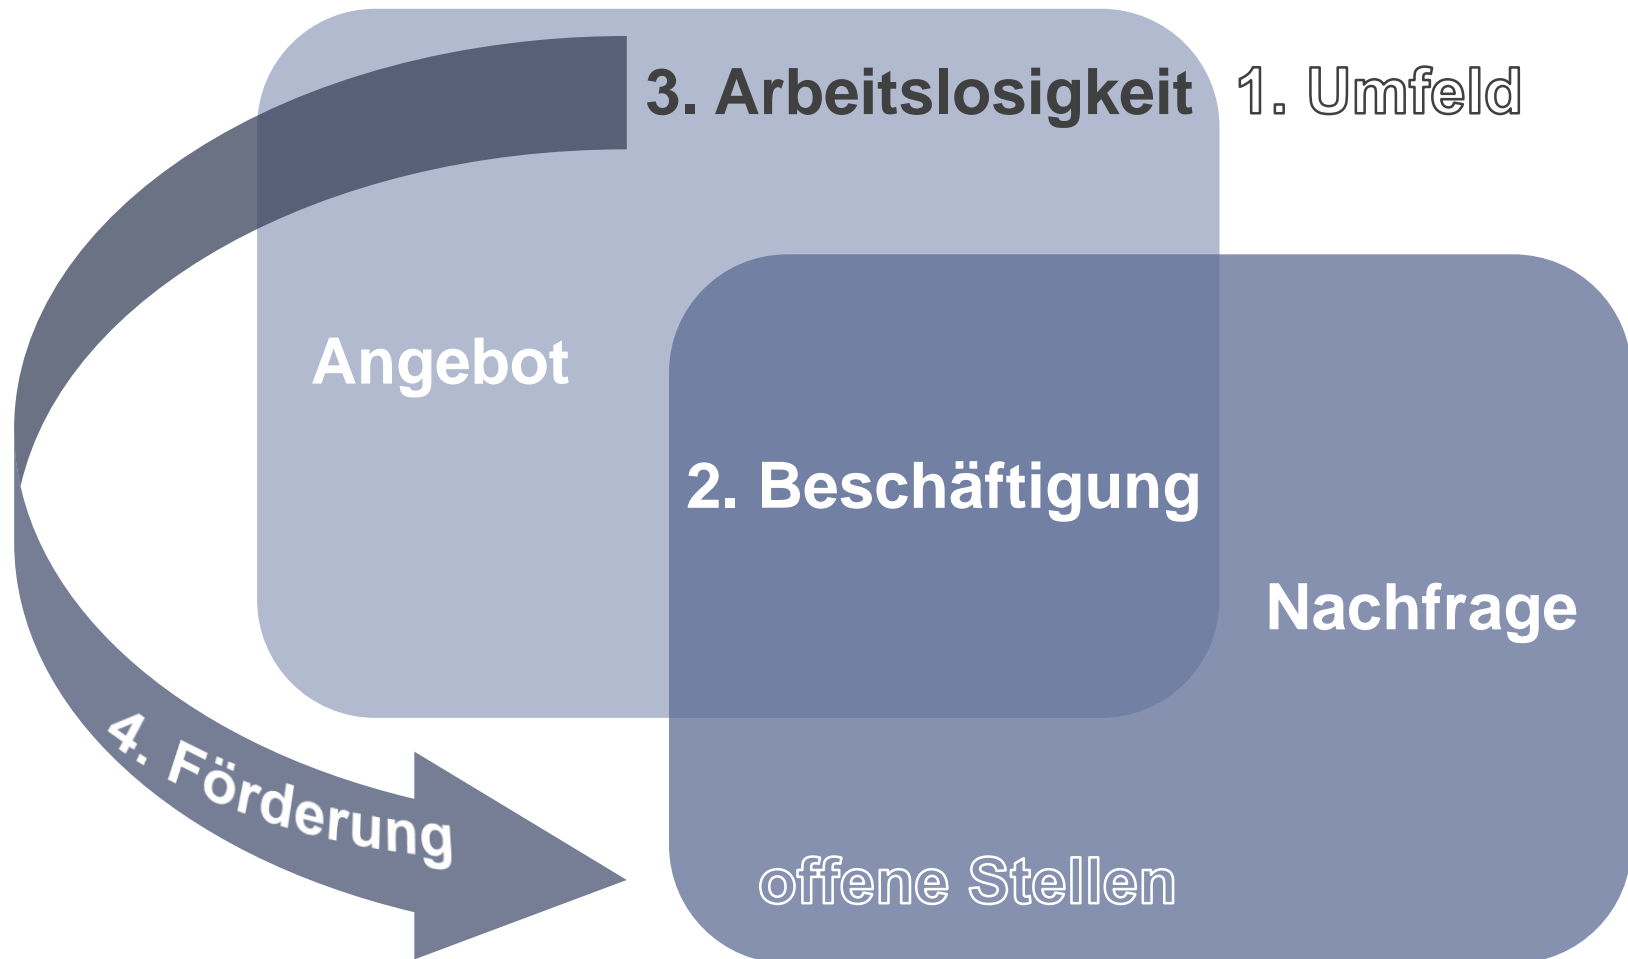 3. Arbeitslosigkeit
1. Umfeld
Angebot
2. Beschäftigung
Nachfrage
4. Förderung
offene Stellen